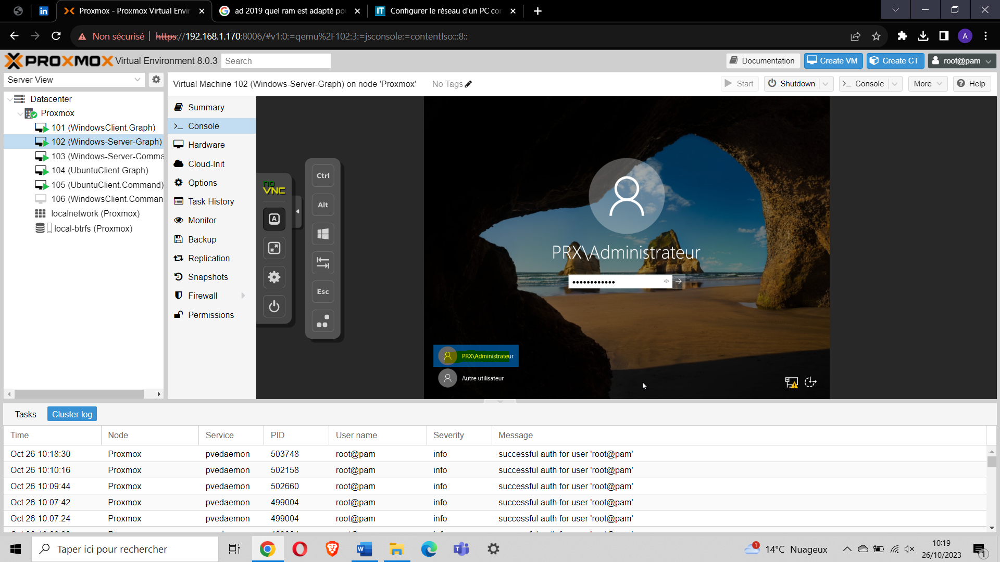 Proxmox - Proxmox Virtual Envir
ad 2019 quel ram est adapté po
IT
Configurer le réseau d'un PC co
Non sécurisé
https://192.168.1.170:8006/#v1:0:=qemu%2F102:3:=jsconsole:=contentIso:::8::
A
PROXMOX Virtual Environment 8.0.3
Search
Documentation
Create VM
Create CT
root@pam
Server View
Virtual Machine 102 (Windows-Server-Graph) on node 'Proxmox'
No Tags
Start
Shutdown
Console
More
Help
Datacenter
Proxmox
101 (WindowsClient.Graph)
102 (Windows-Server-Graph)
103 (Windows-Server-Comma
104 (UbuntuClient.Graph)
105 (UbuntuClient.Command)
106 (WindowsClient.Comman
localnetwork (Proxmox)
local-btrfs (Proxmox)
Summary
Console
Hardware
Cloud-Init
Options
Task History
Monitor
Backup
Replication
Snapshots
Firewall
Permissions
no
VNC
A
Ctrl
Alt
Esc
PRX\Administrateur
PRX\Administrateur
Autre utilisateur
Tasks
Cluster log
Time Node Service PID User name Severity Message
Oct 26 10:18:30 Proxmox pvedaemon 503748 root@pam info successful auth for user 'root@pam'
Oct 26 10:10:16 Proxmox pvedaemon 502158 root@pam info successful auth for user 'root@pam'
Oct 26 10:09:44 Proxmox pvedaemon 502660 root@pam info successful auth for user 'root@pam'
Oct 26 10:07:42 Proxmox pvedaemon 499004 root@pam info successful auth for user 'root@pam'
Oct 26 10:07:24 Proxmox pvedaemon 499004 root@pam info successful auth for user 'root@pam'
Taper ici pour rechercher
1
14°C Nuageux
10:19
26/10/2023
1